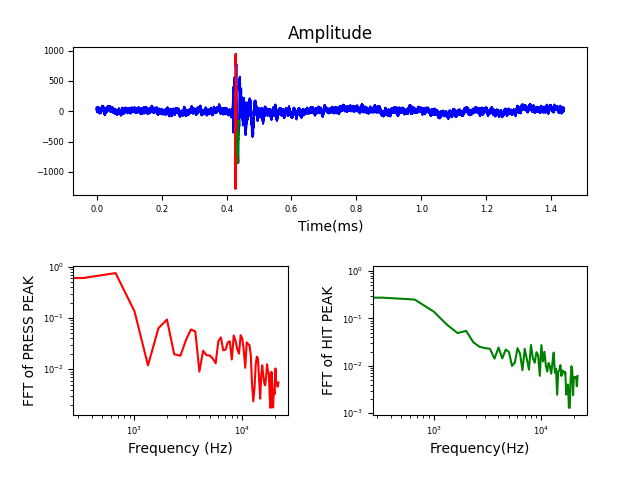 Amplitude
1000
500
0
−500
−1000
0.0 0.2 0.4 0.6 0.8 1.0 1.2 1.4
Time(ms)
FFT of PRESS PEAK
10⁰
10⁻¹
10⁻²
10³ 10⁴
Frequency (Hz)
FFT of HIT PEAK
10⁰
10⁻¹
10⁻²
10⁻³
10³ 10⁴
Frequency(Hz)